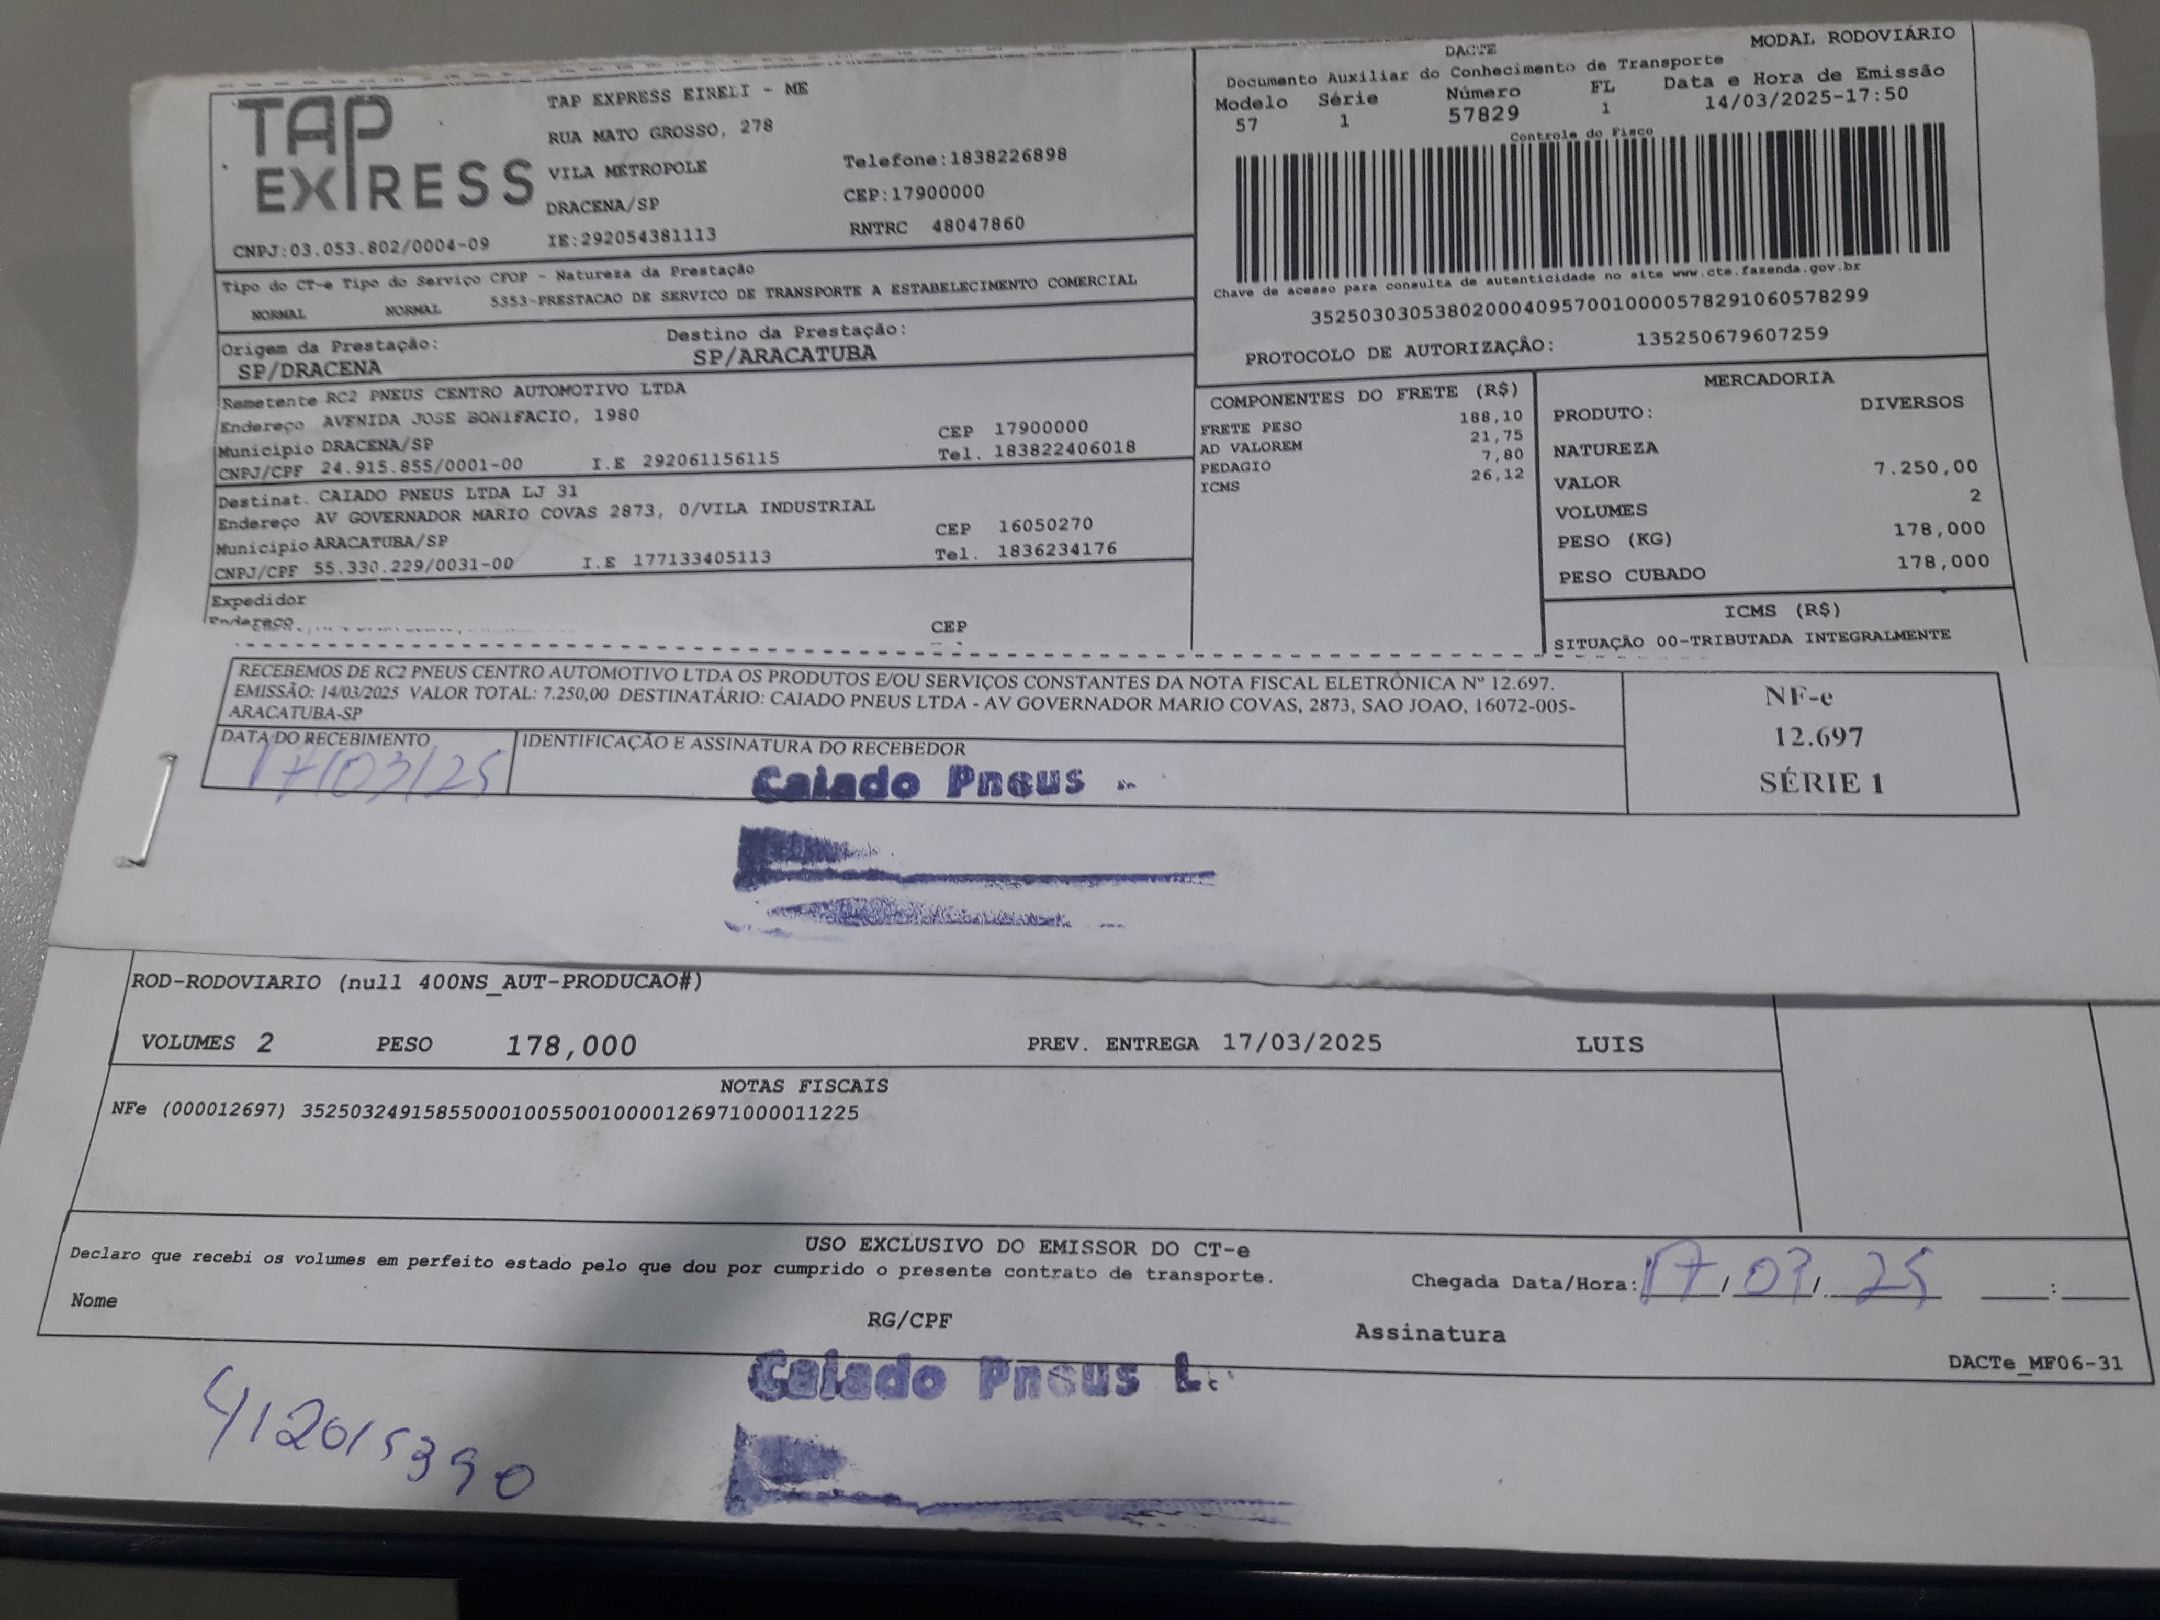 TAP EXPRESS
TAP EXPRESS EIRELI - ME
RUA MATO GROSSO, 278
VILA METROPOLE
Telefone:1838226898
DRACENA/SP
CEP:17900000
CNPJ:03.053.802/0004-09
IE:292054381113
RNTRC 48047860
DACTE
MODAL RODOVIÁRIO
Documento Auxiliar do Conhecimento de Transporte
Modelo Série Número FL Data e Hora de Emissão
57 1 57829 1 14/03/2025-17:50
Controle do Fisco
Chave de acesso para consulta de autenticidade no site www.cte.fazenda.gov.br
35250303053802000409570010000578291060578299
PROTOCOLO DE AUTORIZAÇÃO: 135250679607259
Tipo do CT-e Tipo do Serviço CFOP - Natureza da Prestação
NORMAL NORMAL 5353-PRESTACAO DE SERVICO DE TRANSPORTE A ESTABELECIMENTO COMERCIAL
Origem da Prestação: Destino da Prestação:
SP/DRACENA SP/ARACATUBA
Remetente RC2 PNEUS CENTRO AUTOMOTIVO LTDA
Endereço AVENIDA JOSE BONIFACIO, 1980
Municipio DRACENA/SP CEP 17900000
CNPJ/CPF 24.915.855/0001-00 I.E 292061156115 Tel. 183822406018
Destinat. CAIADO PNEUS LTDA LJ 31
Endereço AV GOVERNADOR MARIO COVAS 2873, 0/VILA INDUSTRIAL
Municipio ARACATUBA/SP CEP 16050270
CNPJ/CPF 55.330.229/0031-00 I.E 177133405113 Tel. 1836234176
Expedidor
Endereço CEP
COMPONENTES DO FRETE (R$)
FRETE PESO 188,10
AD VALOREM 21,75
PEDAGIO 7,80
ICMS 26,12
MERCADORIA
PRODUTO: DIVERSOS
NATUREZA
VALOR 7.250,00
VOLUMES 2
PESO (KG) 178,000
PESO CUBADO 178,000
ICMS (R$)
SITUAÇÃO 00-TRIBUTADA INTEGRALMENTE
RECEBEMOS DE RC2 PNEUS CENTRO AUTOMOTIVO LTDA OS PRODUTOS E/OU SERVIÇOS CONSTANTES DA NOTA FISCAL ELETRÔNICA Nº 12.697.
EMISSÃO: 14/03/2025 VALOR TOTAL: 7.250,00 DESTINATÁRIO: CAIADO PNEUS LTDA - AV GOVERNADOR MARIO COVAS, 2873, SAO JOAO, 16072-005-
ARACATUBA-SP
DATA DO RECEBIMENTO IDENTIFICAÇÃO E ASSINATURA DO RECEBEDOR
17/03/25
Caiado Pneus
NF-e
12.697
SÉRIE 1
ROD-RODOVIARIO (null 400NS_AUT-PRODUCAO#)
VOLUMES 2 PESO 178,000 PREV. ENTREGA 17/03/2025 LUIS
NOTAS FISCAIS
NFe (000012697) 35250324915855000100550010000126971000011225
USO EXCLUSIVO DO EMISSOR DO CT-e
Declaro que recebi os volumes em perfeito estado pelo que dou por cumprido o presente contrato de transporte.
Chegada Data/Hora: 17/03/25 :
Nome RG/CPF Assinatura
DACTe_MF06-31
Caiado Pneus L
412015390